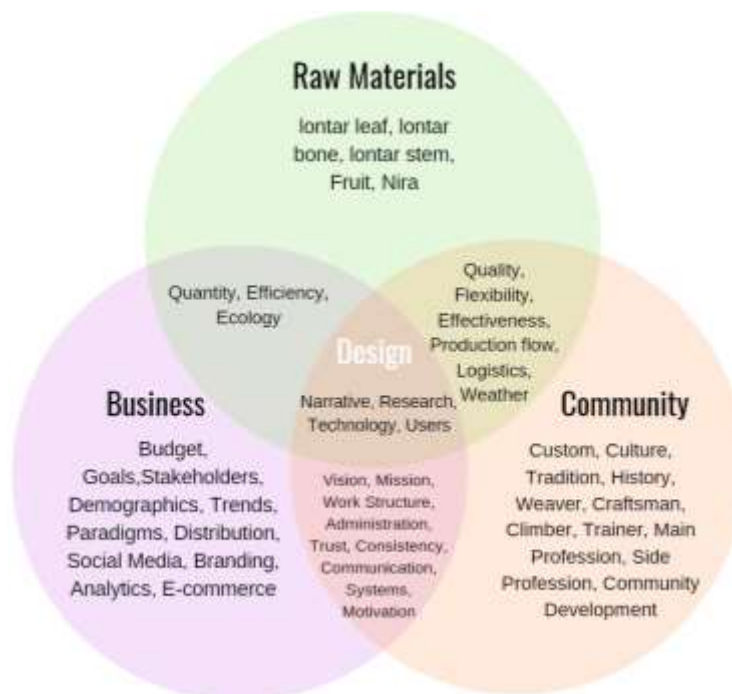 Raw Materials
lontar leaf, lontar
bone, lontar stem,
Fruit, Nira
Quantity, Efficiency,
Ecology
Quality,
Flexibility,
Effectiveness,
Production flow,
Logistics,
Weather
Design
Narrative, Research,
Technology, Users
Business
Budget,
Goals,Stakeholders,
Demographics, Trends,
Paradigms, Distribution,
Social Media, Branding,
Analytics, E-commerce
Vision, Mission,
Work Structure,
Administration,
Trust, Consistency,
Communication,
Systems,
Motivation
Community
Custom, Culture,
Tradition, History,
Weaver, Craftsman,
Climber, Trainer, Main
Profession, Side
Profession, Community
Development